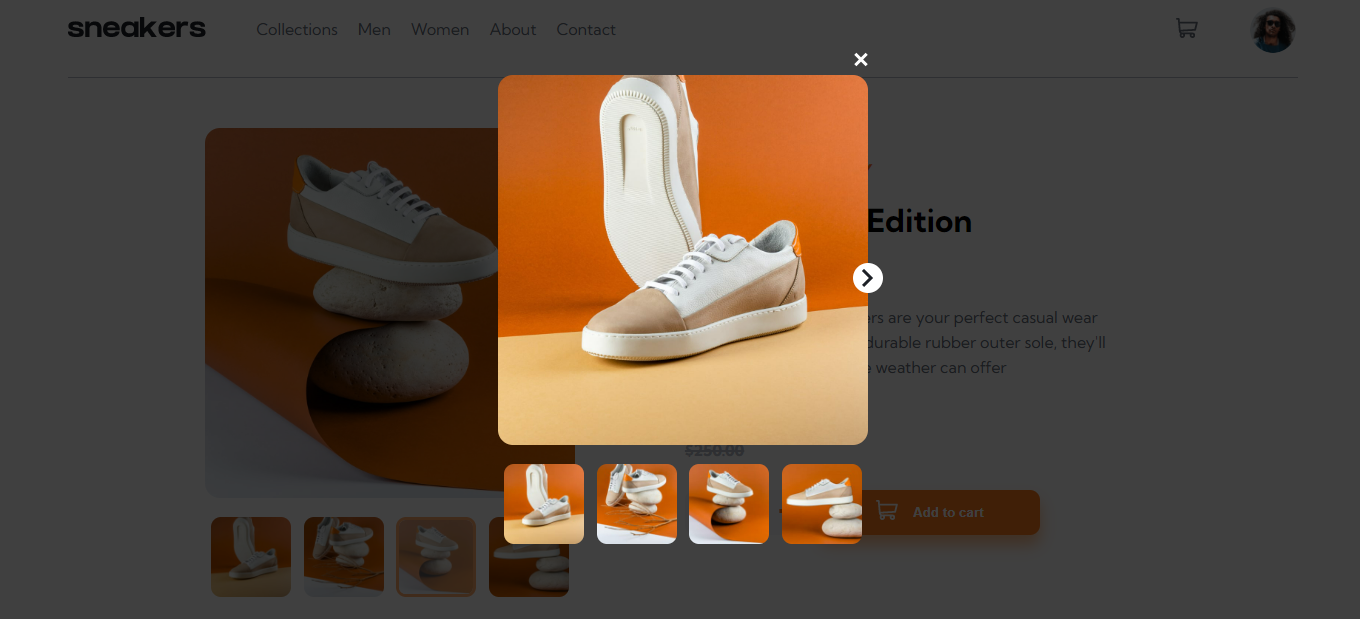 sneakers
Collections Men Women About Contact
Edition
are your perfect casual wear
durable rubber outer sole, they'll
weather can offer
$250.00
Add to cart